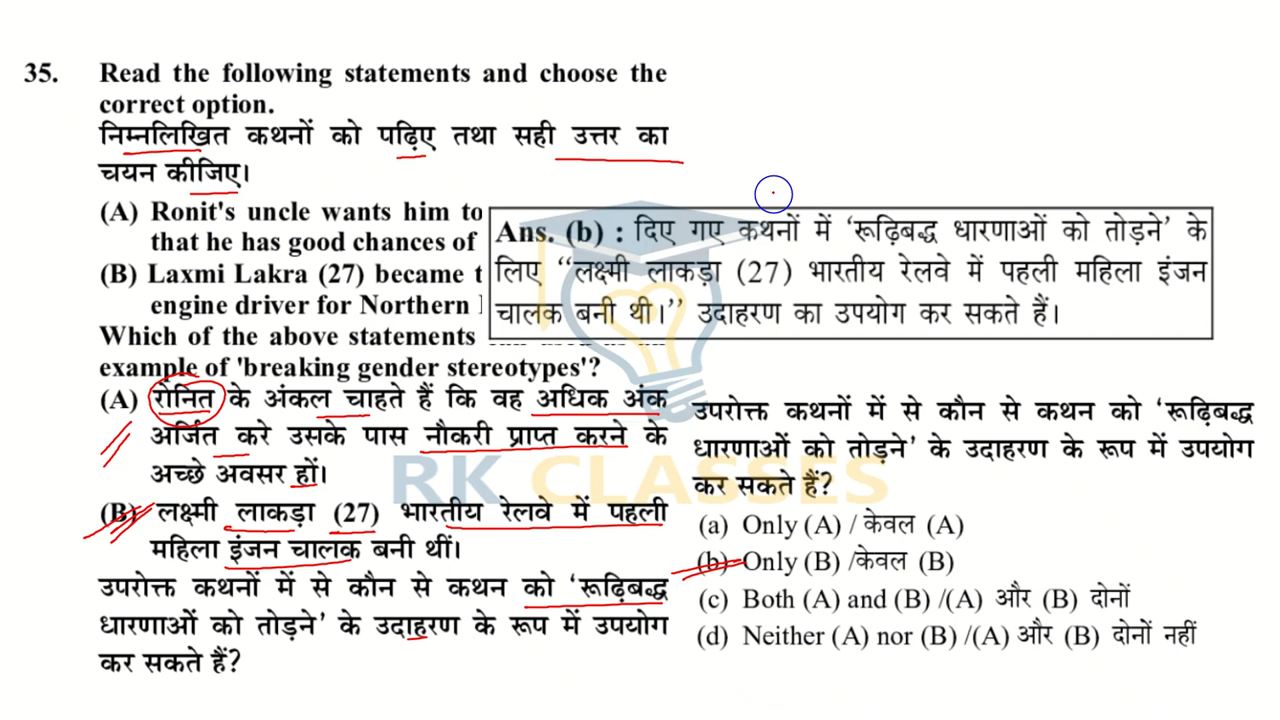 35. Read the following statements and choose the
correct option.
निम्नलिखित कथनों को पढ़िए तथा सही उत्तर का
चयन कीजिए।
(A) Ronit's uncle wants him to
that he has good chances of
(B) Laxmi Lakra (27) became t
engine driver for Northern
Which of the above statements
example of 'breaking gender stereotypes'?
(A) रोनित के अंकल चाहते हैं कि वह अधिक अंक
अर्जित करे उसके पास नौकरी प्राप्त करने के
अच्छे अवसर हों।
(B) लक्ष्मी लाकड़ा (27) भारतीय रेलवे में पहली
महिला इंजन चालक बनी थीं।
उपरोक्त कथनों में से कौन से कथन को 'रूढ़िबद्ध
धारणाओं को तोड़ने' के उदाहरण के रूप में उपयोग
कर सकते हैं?
Ans. (b) : दिए गए कथनों में 'रूढ़िबद्ध धारणाओं को तोड़ने' के
लिए "लक्ष्मी लाकड़ा (27) भारतीय रेलवे में पहली महिला इंजन
चालक बनी थी।" उदाहरण का उपयोग कर सकते हैं।
उपरोक्त कथनों में से कौन से कथन को 'रूढ़िबद्ध
धारणाओं को तोड़ने' के उदाहरण के रूप में उपयोग
कर सकते हैं?
(a) Only (A) / केवल (A)
(b) Only (B) /केवल (B)
(c) Both (A) and (B) /(A) और (B) दोनों
(d) Neither (A) nor (B) /(A) और (B) दोनों नहीं
RK CLASSES